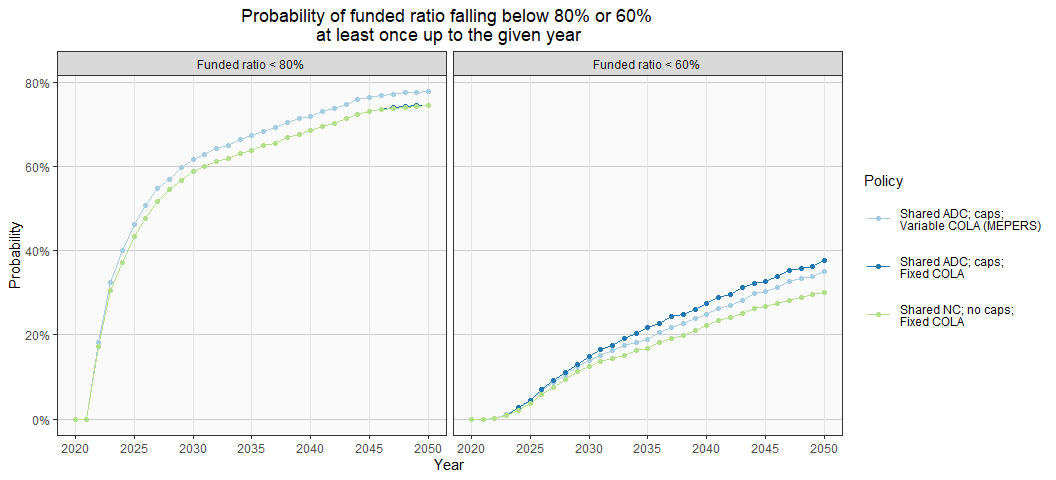 Probability of funded ratio falling below 80% or 60%
at least once up to the given year
Funded ratio < 80%
Funded ratio < 60%
80%
60%
40%
20%
0%
Probability
2020
2025
2030
2035
2040
2045
2050
2020
2025
2030
2035
2040
2045
2050
Year
Policy
Shared ADC; caps;
Variable COLA (MEPERS)
Shared ADC; caps;
Fixed COLA
Shared NC; no caps;
Fixed COLA